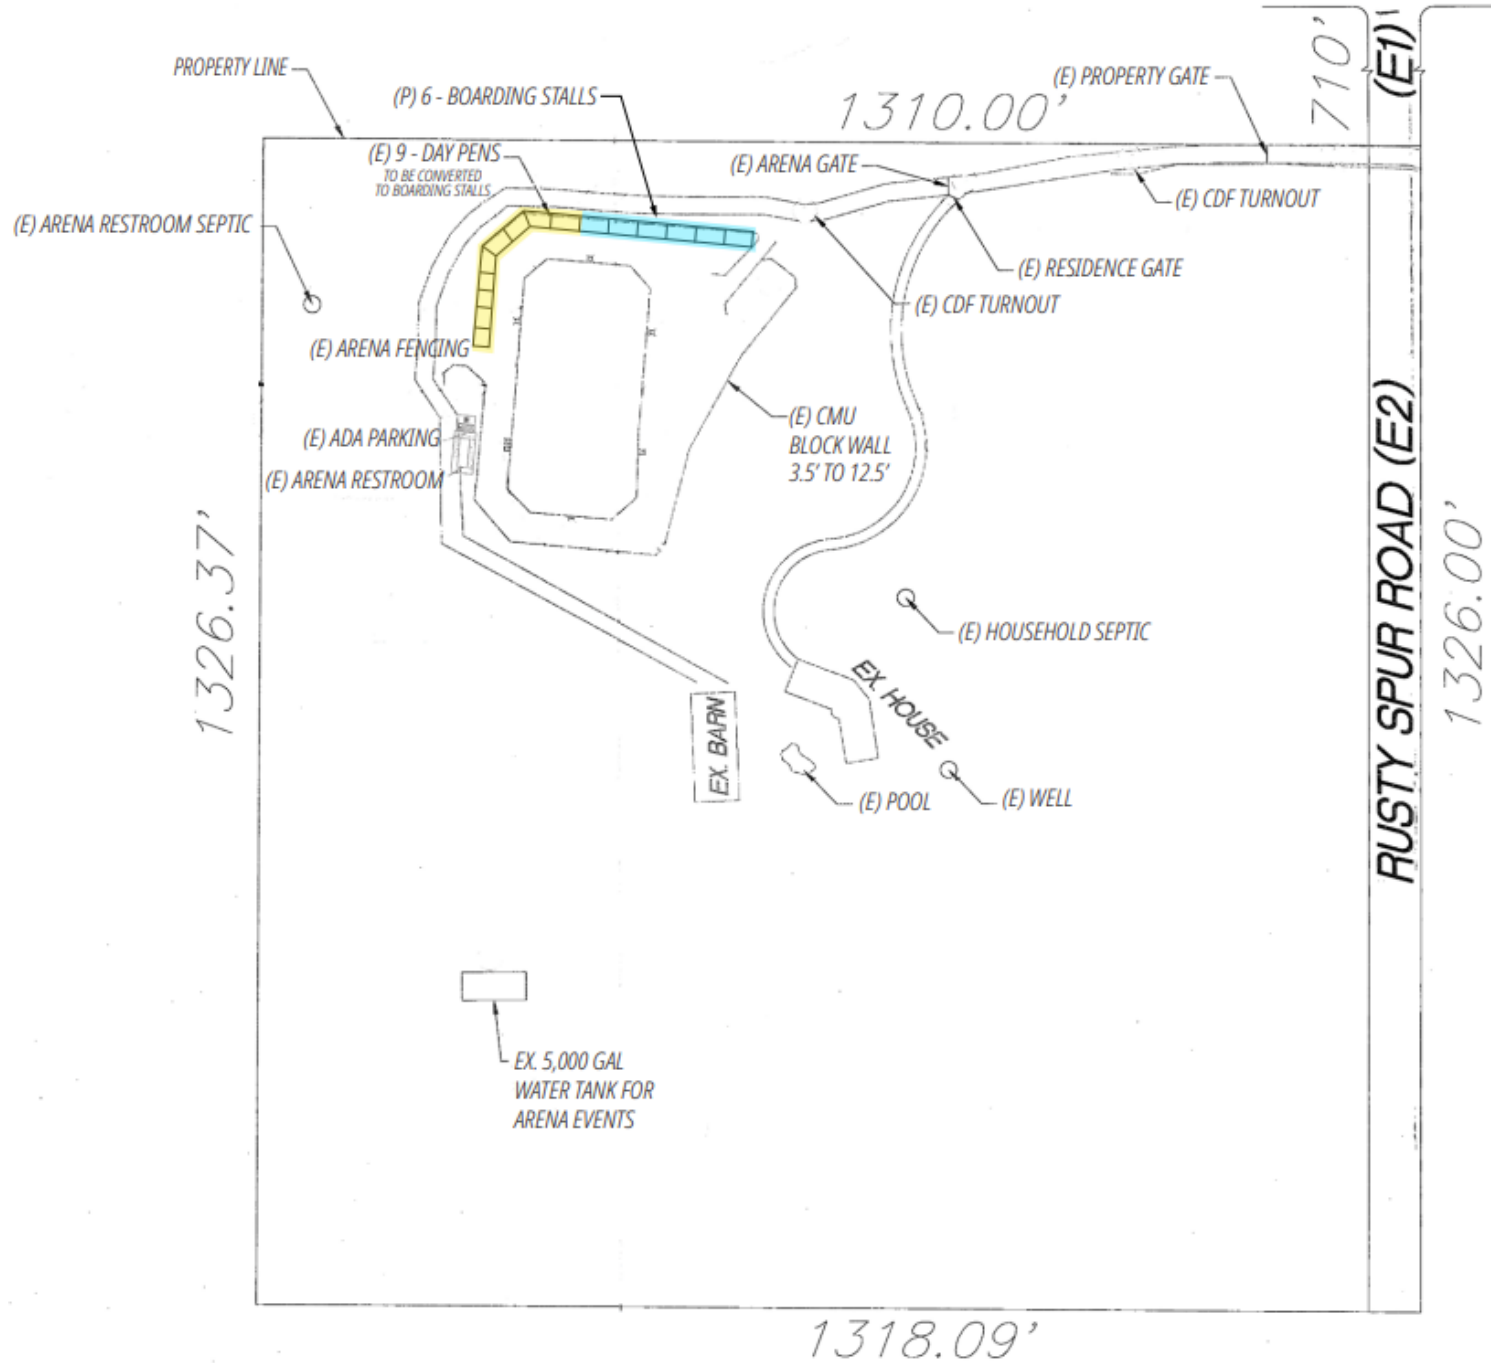 710'
(E1)
PROPERTY LINE
(P) 6 - BOARDING STALLS
1310.00'
(E) PROPERTY GATE
(E) 9 - DAY PENS
TO BE CONVERTED
TO BOARDING STALLS
(E) ARENA GATE
(E) CDF TURNOUT
(E) ARENA RESTROOM SEPTIC
(E) RESIDENCE GATE
(E) CDF TURNOUT
(E) ARENA FENCING
(E) CMU
BLOCK WALL
3.5' TO 12.5'
(E) ADA PARKING
(E) ARENA RESTROOM
RUSTY SPUR ROAD (E2)
1326.37'
1326.00'
(E) HOUSEHOLD SEPTIC
EX. HOUSE
EX. BARN
(E) POOL
(E) WELL
EX. 5,000 GAL
WATER TANK FOR
ARENA EVENTS
1318.09'